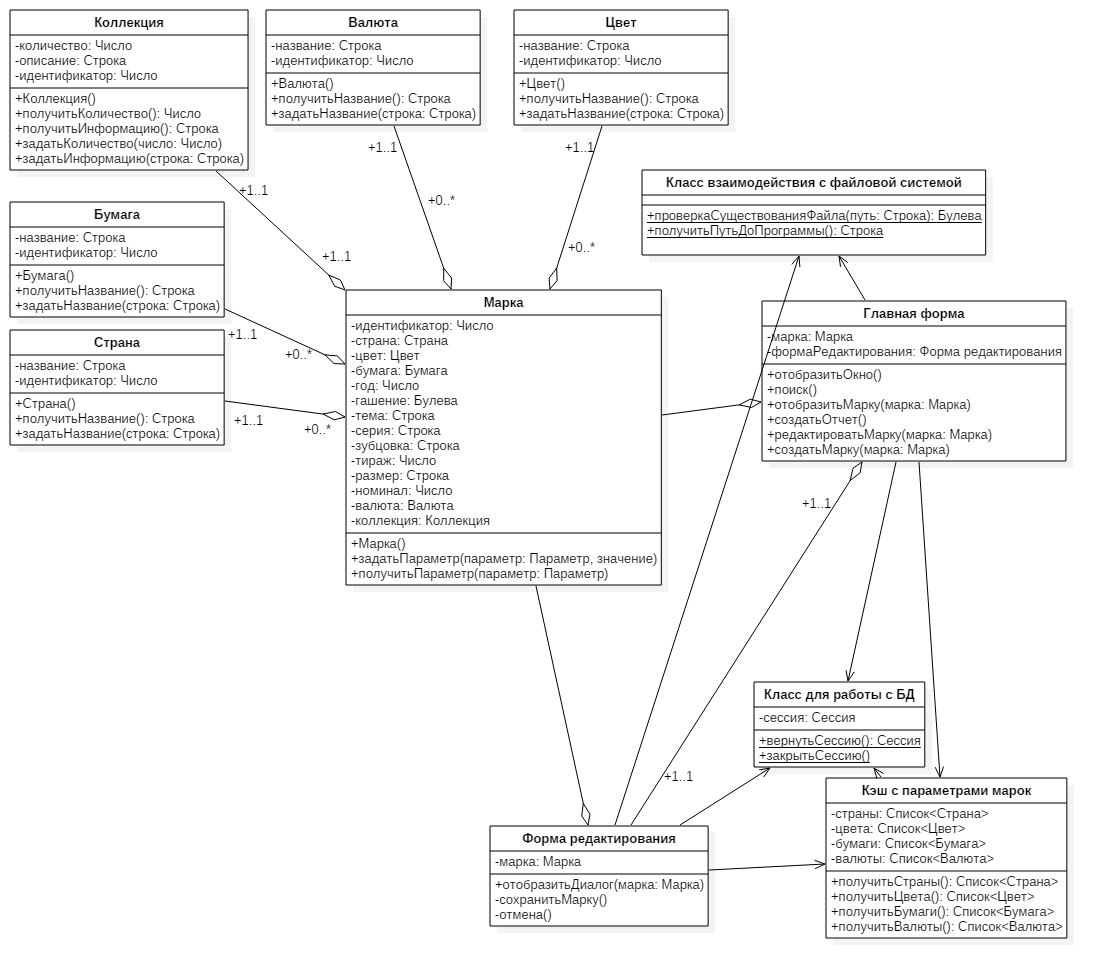 Коллекция
-количество: Число
-описание: Строка
-идентификатор: Число
+Коллекция()
+получитьКоличество(): Число
+получитьИнформацию(): Строка
+задатьКоличество(число: Число)
+задатьИнформацию(строка: Строка)
Валюта
-название: Строка
-идентификатор: Число
+Валюта()
+получитьНазвание(): Строка
+задатьНазвание(строка: Строка)
Цвет
-название: Строка
-идентификатор: Число
+Цвет()
+получитьНазвание(): Строка
+задатьНазвание(строка: Строка)
+1..1
+1..1
+1..1
+0..*
+0..*
+1..1
Класс взаимодействия с файловой системой
+проверкаСуществованияФайла(путь: Строка): Булева
+получитьПутьДоПрограммы(): Строка
Бумага
-название: Строка
-идентификатор: Число
+Бумага()
+получитьНазвание(): Строка
+задатьНазвание(строка: Строка)
+1..1
+0..*
Страна
-название: Строка
-идентификатор: Число
+Страна()
+получитьНазвание(): Строка
+задатьНазвание(строка: Строка)
+1..1
+0..*
Марка
-идентификатор: Число
-страна: Страна
-цвет: Цвет
-бумага: Бумага
-год: Число
-гашение: Булева
-тема: Строка
-серия: Строка
-зубцовка: Строка
-тираж: Число
-размер: Строка
-номинал: Число
-валюта: Валюта
-коллекция: Коллекция
+Марка()
+задатьПараметр(параметр: Параметр, значение)
+получитьПараметр(параметр: Параметр)
Главная форма
-марка: Марка
-формаРедактирования: Форма редактирования
+отобразитьОкно()
+поиск()
+отобразитьМарку(марка: Марка)
+создатьОтчет()
+редактироватьМарку(марка: Марка)
+создатьМарку(марка: Марка)
+1..1
+1..1
Класс для работы с БД
-сессия: Сессия
+вернутьСессию(): Сессия
+закрытьСессию()
Форма редактирования
-марка: Марка
+отобразитьДиалог(марка: Марка)
-сохранитьМарку()
-отмена()
Кэш с параметрами марок
-страны: Список<Страна>
-цвета: Список<Цвет>
-бумаги: Список<Бумага>
-валюты: Список<Валюта>
+получитьСтраны(): Список<Страна>
+получитьЦвета(): Список<Цвет>
+получитьБумаги(): Список<Бумага>
+получитьВалюты(): Список<Валюта>